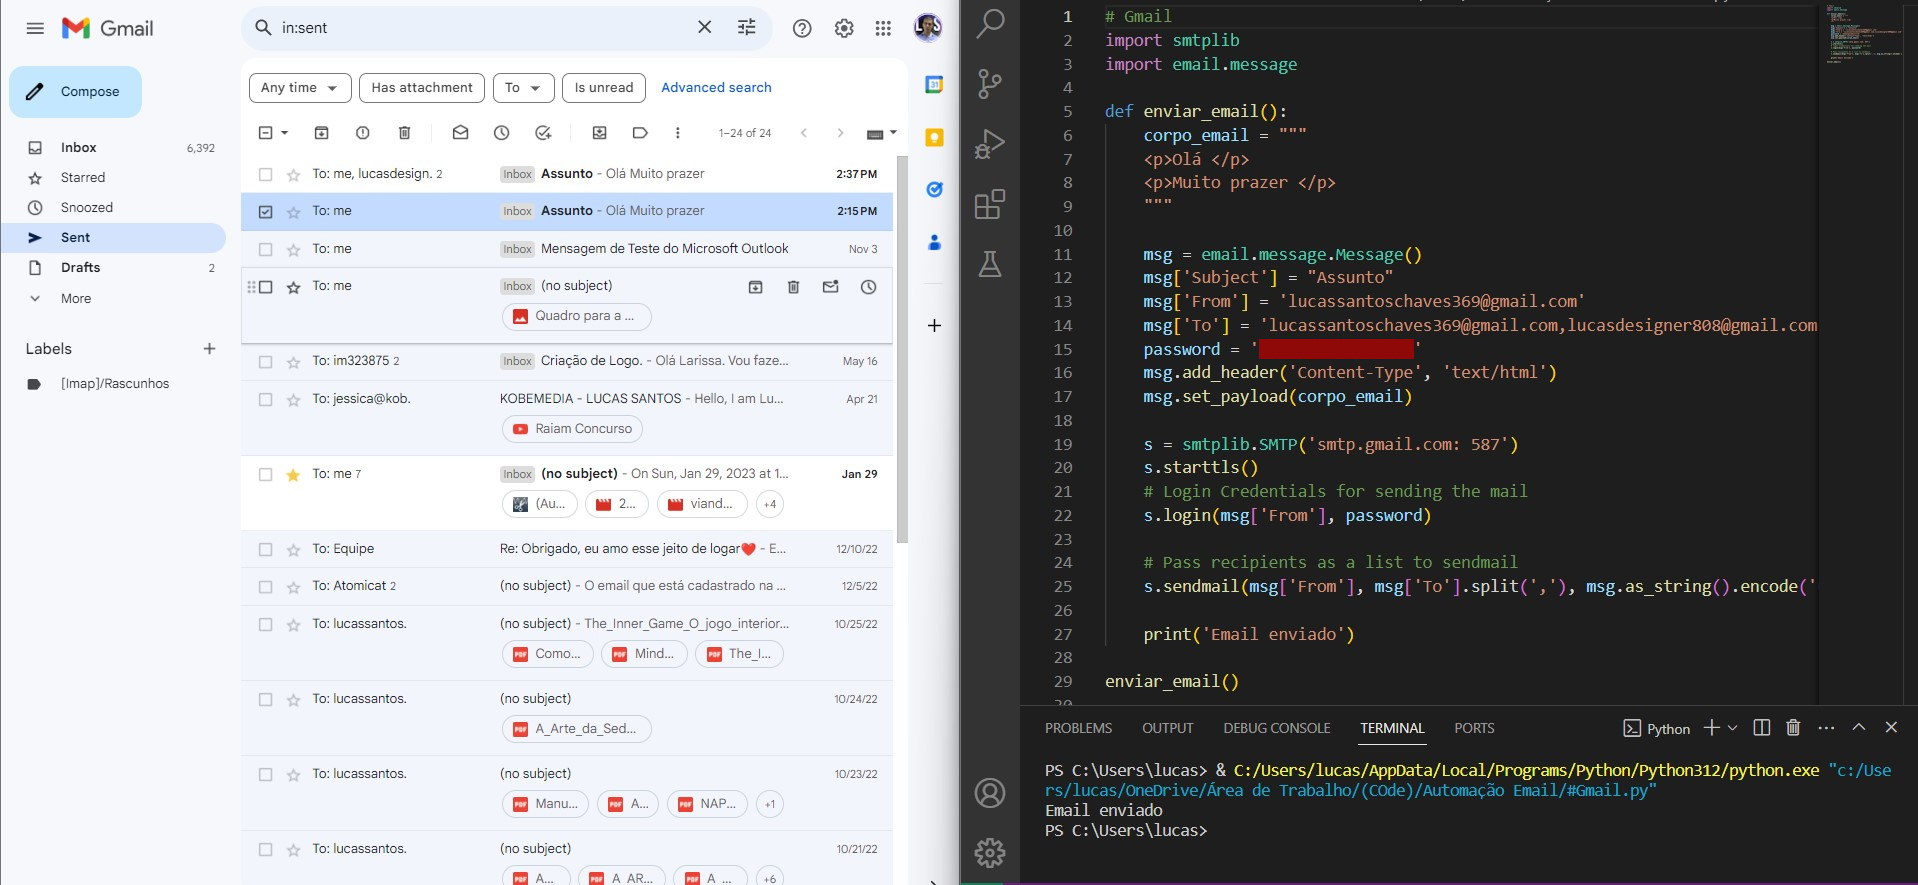 Gmail
in:sent
Any time Has attachment To Is unread Advanced search
Compose
1–24 of 24
Inbox 6,392
Starred
Snoozed
Sent
Drafts 2
More
Labels
[Imap]/Rascunhos
To: me, lucasdesign. 2 Inbox Assunto - Olá Muito prazer 2:37 PM
To: me Inbox Assunto - Olá Muito prazer 2:15 PM
To: me Inbox Mensagem de Teste do Microsoft Outlook Nov 3
To: me Inbox (no subject)
Quadro para a ...
To: im323875 2 Inbox Criação de Logo. - Olá Larissa. Vou faze... May 16
To: jessica@kob. KOBEMEDIA - LUCAS SANTOS - Hello, I am Lu... Apr 21
Raiam Concurso
To: me 7 Inbox (no subject) - On Sun, Jan 29, 2023 at 1... Jan 29
(Au... 2... viand... +4
To: Equipe Re: Obrigado, eu amo esse jeito de logar❤️ - E... 12/10/22
To: Atomicat 2 (no subject) - O email que está cadastrado na ... 12/5/22
To: lucassantos. (no subject) - The_Inner_Game_O_jogo_interior... 10/25/22
PDF Como... PDF Mind... PDF The_I...
To: lucassantos. (no subject) 10/24/22
PDF A_Arte_da_Sed...
To: lucassantos. (no subject) 10/23/22
PDF Manu... PDF A... PDF NAP... +1
To: lucassantos. (no subject) 10/21/22
PDF A... PDF A_AR... PDF A_... +6
31
1 # Gmail
2 import smtplib
3 import email.message
4
5 def enviar_email():
6 corpo_email = """
7 <p>Olá </p>
8 <p>Muito prazer </p>
9 """
10
11 msg = email.message.Message()
12 msg['Subject'] = "Assunto"
13 msg['From'] = 'lucassantoschaves369@gmail.com'
14 msg['To'] = 'lucassantoschaves369@gmail.com,lucasdesigner808@gmail.com
15 password = ' '
16 msg.add_header('Content-Type', 'text/html')
17 msg.set_payload(corpo_email)
18
19 s = smtplib.SMTP('smtp.gmail.com: 587')
20 s.starttls()
21 # Login Credentials for sending the mail
22 s.login(msg['From'], password)
23
24 # Pass recipients as a list to sendmail
25 s.sendmail(msg['From'], msg['To'].split(','), msg.as_string().encode('
26
27 print('Email enviado')
28
29 enviar_email()
30
PROBLEMS OUTPUT DEBUG CONSOLE TERMINAL PORTS Python
PS C:\Users\lucas> & C:/Users/lucas/AppData/Local/Programs/Python/Python312/python.exe "c:/Use
rs/lucas/OneDrive/Área de Trabalho/(COde)/Automação Email/#Gmail.py"
Email enviado
PS C:\Users\lucas>